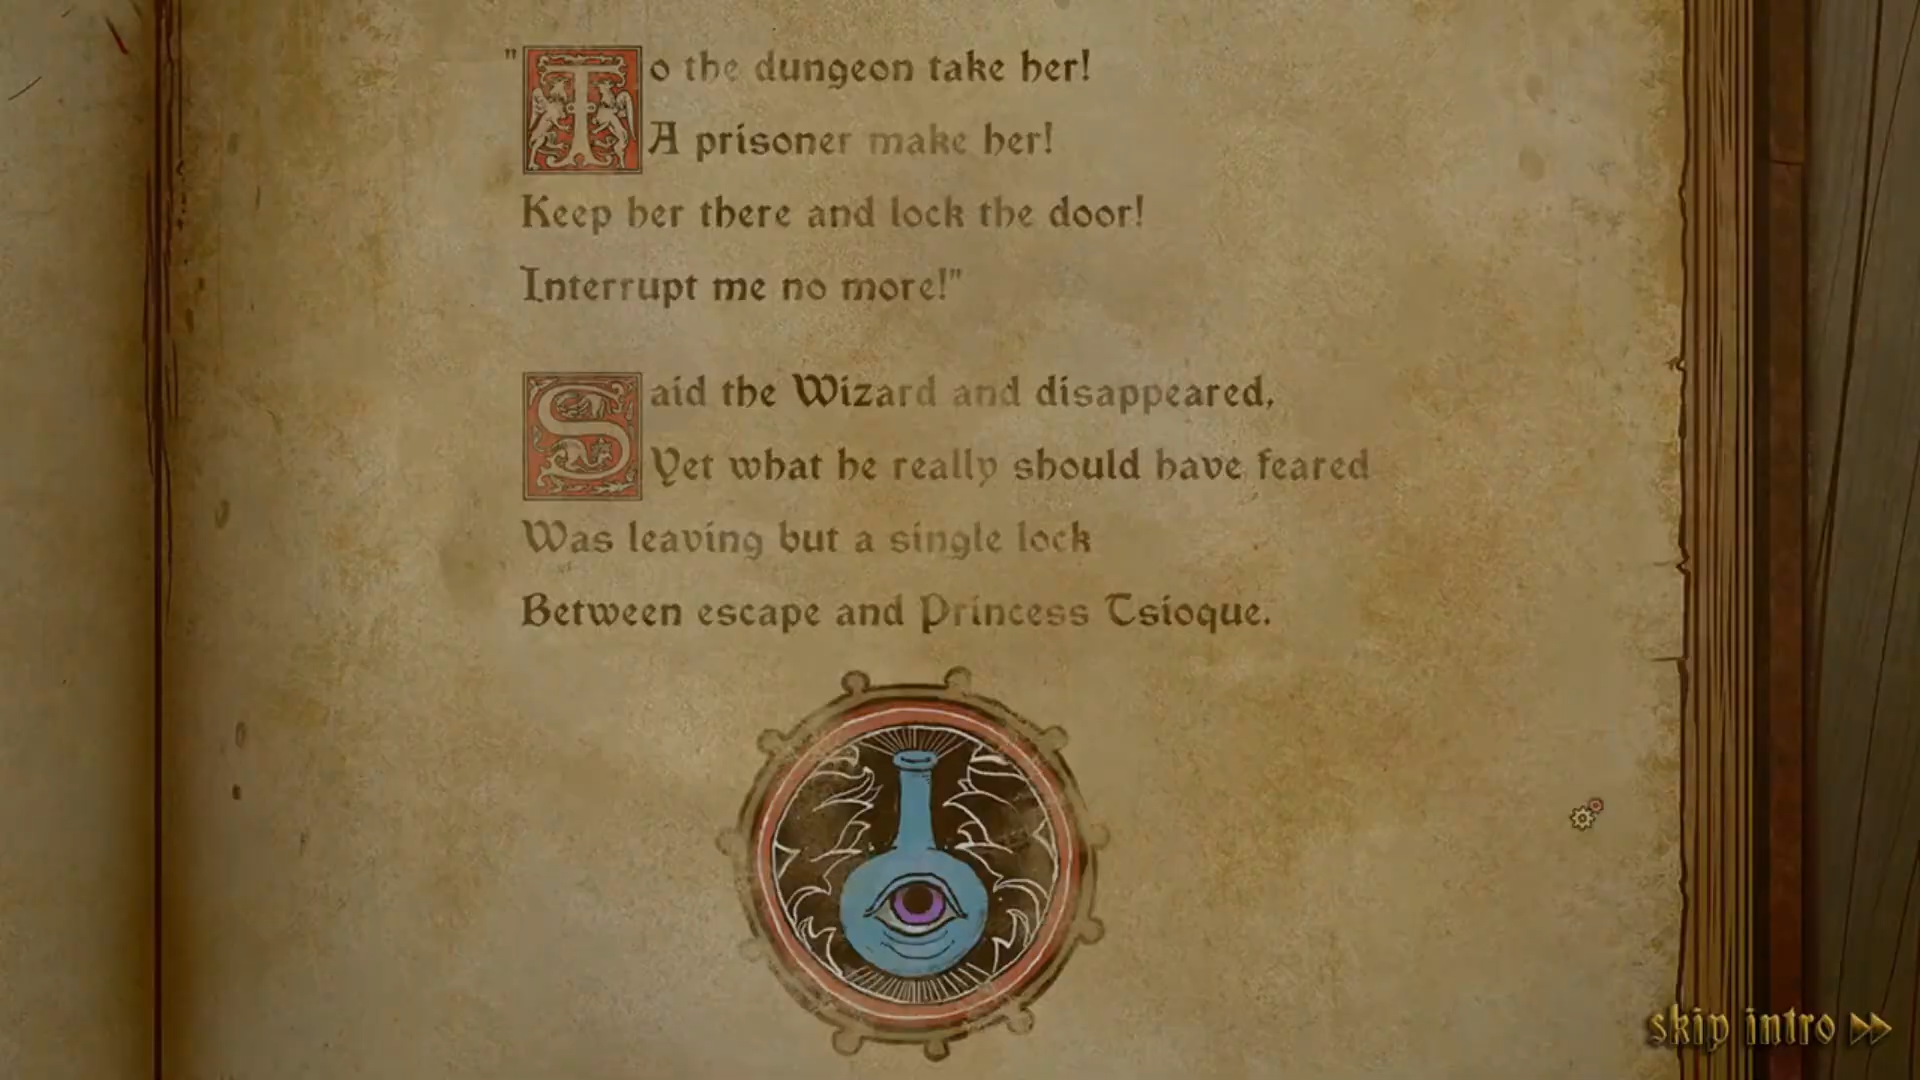 "To the dungeon take her!
A prisoner make her!
Keep her there and lock the door!
Interrupt me no more!"
Said the Wizard and disappeared,
Yet what he really should have feared
Was leaving but a single lock
Between escape and Princess Tsioque.
skip intro